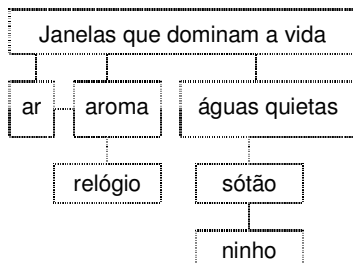 Janelas que dominam a vida
ar
aroma
águas quietas
relógio
sótão
ninho